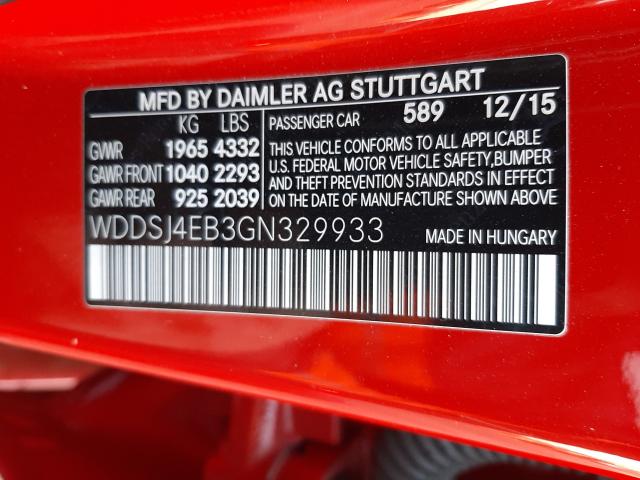 MFD BY DAIMLER AG STUTTGART
KG LBS
GVWR 1965 4332
GAWR FRONT 1040 2293
GAWR REAR 925 2039
PASSENGER CAR 589 12/15
THIS VEHICLE CONFORMS TO ALL APPLICABLE
U.S. FEDERAL MOTOR VEHICLE SAFETY,BUMPER
AND THEFT PREVENTION STANDARDS IN EFFECT
ON THE DATE OF MANUFACTURE SHOWN ABOVE.
WDDSJ4EB3GN329933
MADE IN HUNGARY